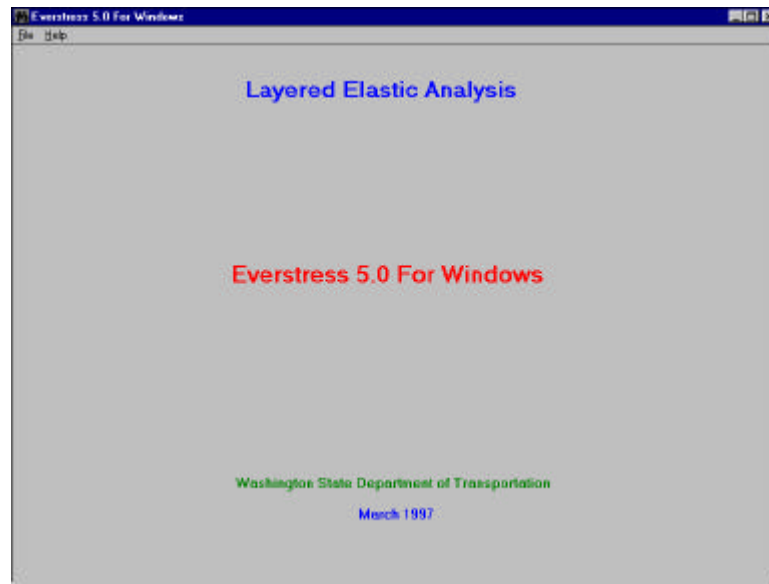 Everstress 5.0 For Windows
File Help
Layered Elastic Analysis
Everstress 5.0 For Windows
Washington State Department of Transportation
March 1997